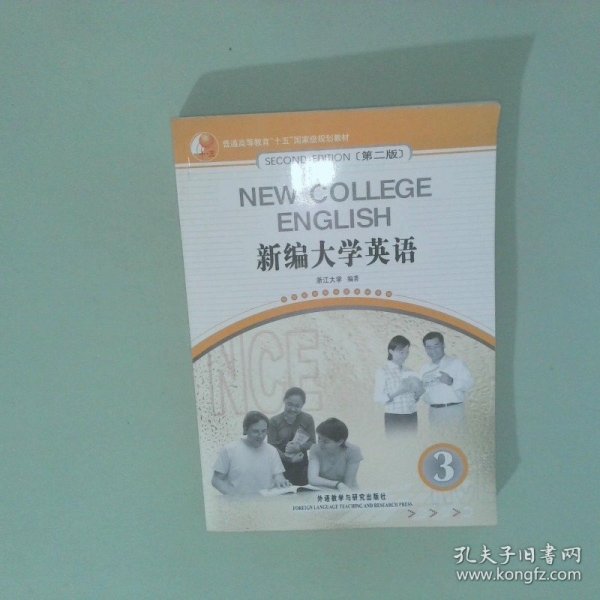 普通高等教育“十五”国家级规划教材
SECOND EDITION〔第二版〕
NEW COLLEGE
ENGLISH
新编大学英语
浙江大学 编著
NCE
3
外语教学与研究出版社
FOREIGN LANGUAGE TEACHING AND RESEARCH PRESS
孔夫子旧书网
www.kongfz.com